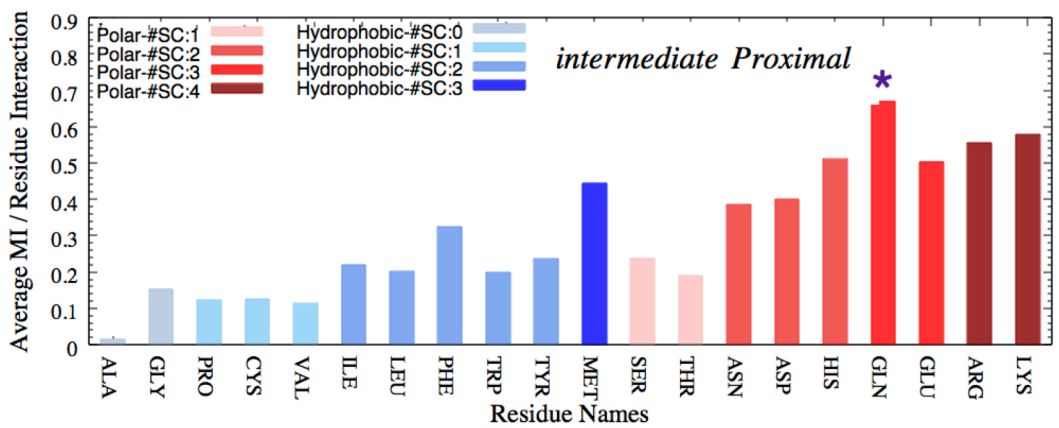 0.9
0.8
0.7
0.6
0.5
0.4
0.3
0.2
0.1
0
Average MI / Residue Interaction
Polar-#SC:1
Polar-#SC:2
Polar-#SC:3
Polar-#SC:4
Hydrophobic-#SC:0
Hydrophobic-#SC:1
Hydrophobic-#SC:2
Hydrophobic-#SC:3
intermediate Proximal
*
ALA
GLY
PRO
CYS
VAL
ILE
LEU
PHE
TRP
TYR
MET
SER
THR
ASN
ASP
HIS
GLN
GLU
ARG
LYS
Residue Names